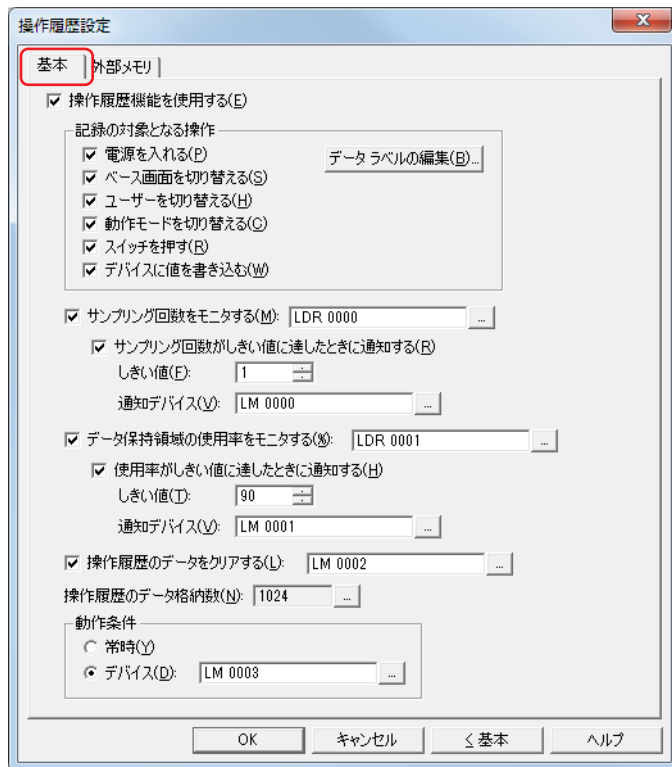 操作履歴設定
基本 外部メモリ
操作履歴機能を使用する(E)
記録の対象となる操作
電源を入れる(P) データ ラベルの編集(B)...
ベース画面を切り替える(S)
ユーザーを切り替える(H)
動作モードを切り替える(C)
スイッチを押す(R)
デバイスに値を書き込む(W)
サンプリング回数をモニタする(M): LDR 0000 ...
サンプリング回数がしきい値に達したときに通知する(R)
しきい値(F): 1
通知デバイス(V): LM 0000 ...
データ保持領域の使用率をモニタする(%): LDR 0001 ...
使用率がしきい値に達したときに通知する(H)
しきい値(T): 90
通知デバイス(V): LM 0001 ...
操作履歴のデータをクリアする(L): LM 0002 ...
操作履歴のデータ格納数(N): 1024 ...
動作条件
常時(Y)
デバイス(D): LM 0003 ...
OK キャンセル < 基本 ヘルプ